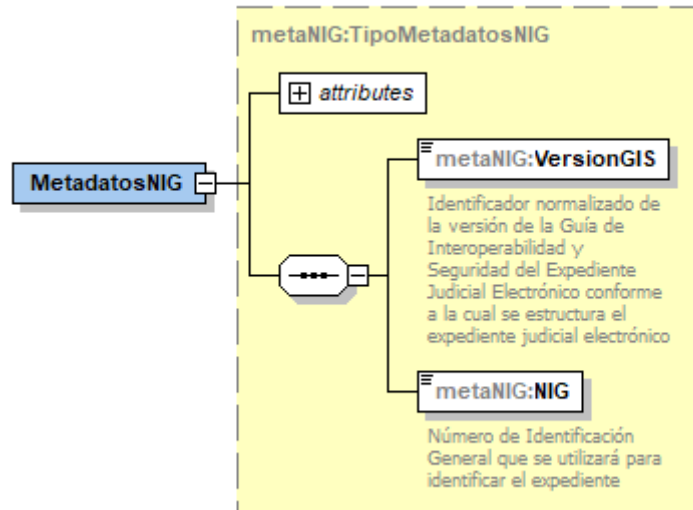 metaNIG:TipoMetadatosNIG
attributes
MetadatosNIG
metaNIG:VersionGIS
Identificador normalizado de
la versión de la Guía de
Interoperabilidad y
Seguridad del Expediente
Judicial Electrónico conforme
a la cual se estructura el
expediente judicial electrónico
metaNIG:NIG
Número de Identificación
General que se utilizará para
identificar el expediente